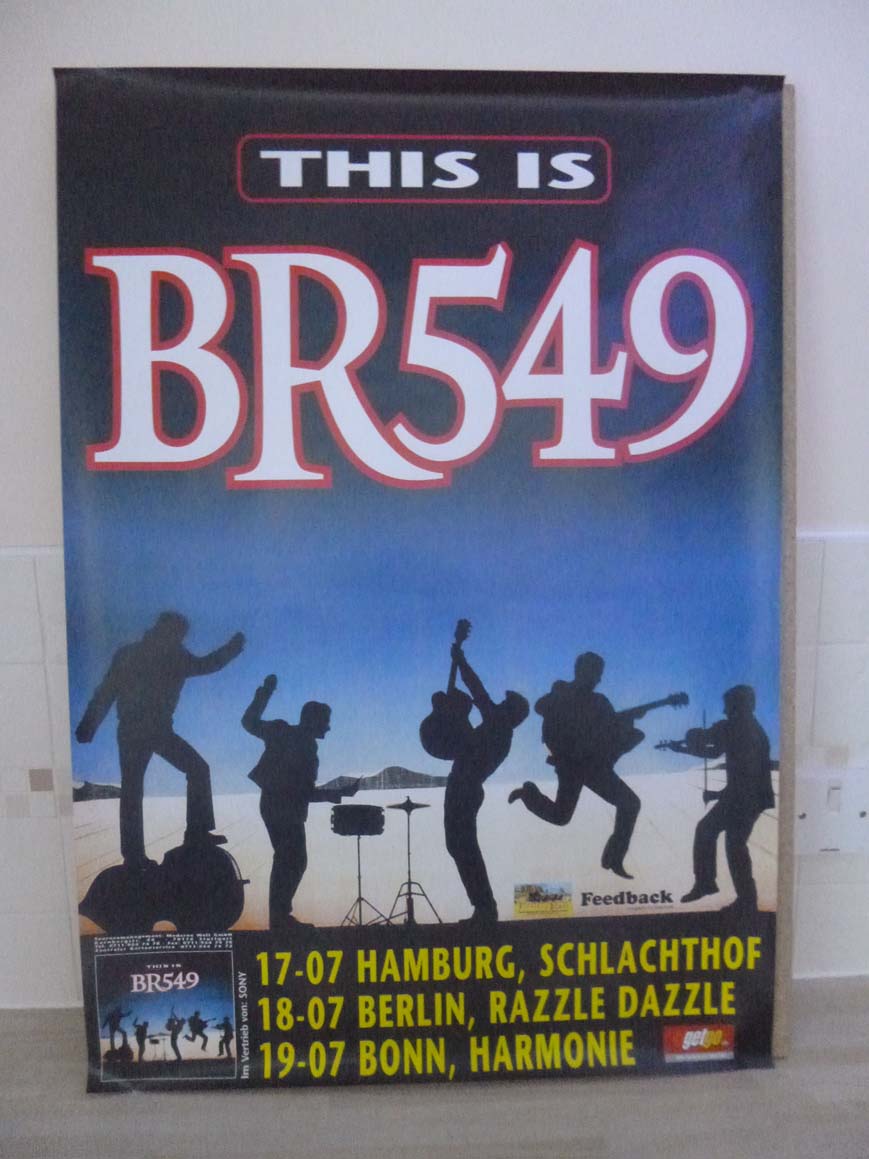 THIS IS
BR549
Feedback
THIS IS
BR549
Im Vertrieb von: SONY
17-07 HAMBURG, SCHLACHTHOF
18-07 BERLIN, RAZZLE DAZZLE
19-07 BONN, HARMONIE
getgo